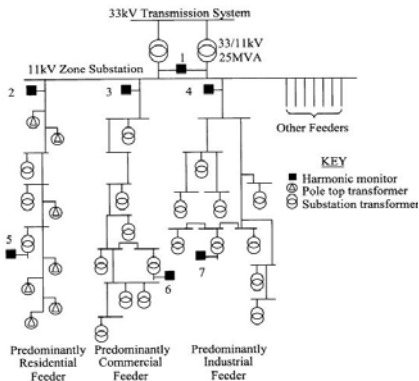 33kV Transmission System
33/11kV
25MVA
1
11kV Zone Substation
2
3
4
Other Feeders
KEY
Harmonic monitor
Pole top transformer
Substation transformer
5
6
7
Predominantly
Residential
Feeder
Predominantly
Commercial
Feeder
Predominantly
Industrial
Feeder